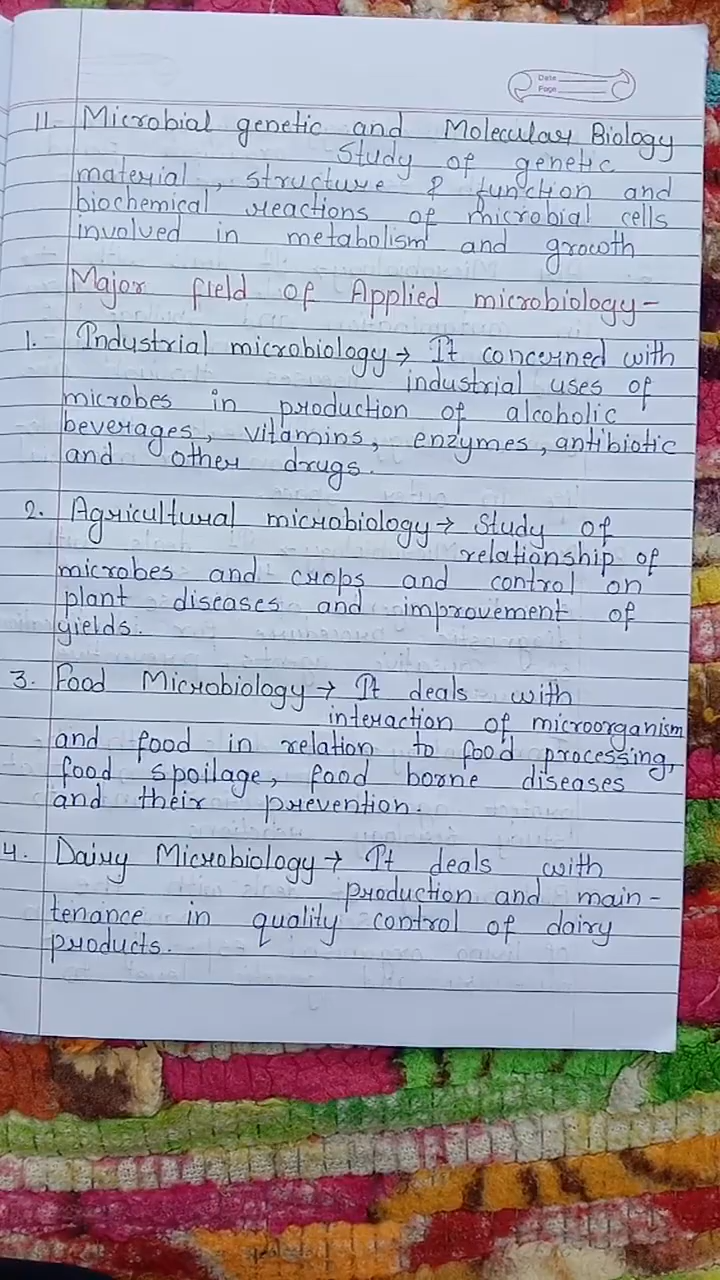 Date
Page
11. Microbial genetic and Molecular Biology
Study of genetic
material, structure & function and
biochemical reactions of microbial cells
involved in metabolism and growth
Major field of Applied microbiology-
1. Industrial microbiology → It concerned with
industrial uses of
microbes in production of alcoholic
beverages, vitamins, enzymes, antibiotic
and other drugs.
2. Agricultural microbiology → Study of
relationship of
microbes and crops and control on
plant diseases and improvement of
yields.
3. Food Microbiology → It deals with
interaction of microorganism
and food in relation to food processing,
food spoilage, food borne diseases
and their prevention.
4. Dairy Microbiology → It deals with
production and main-
tenance in quality control of dairy
products.